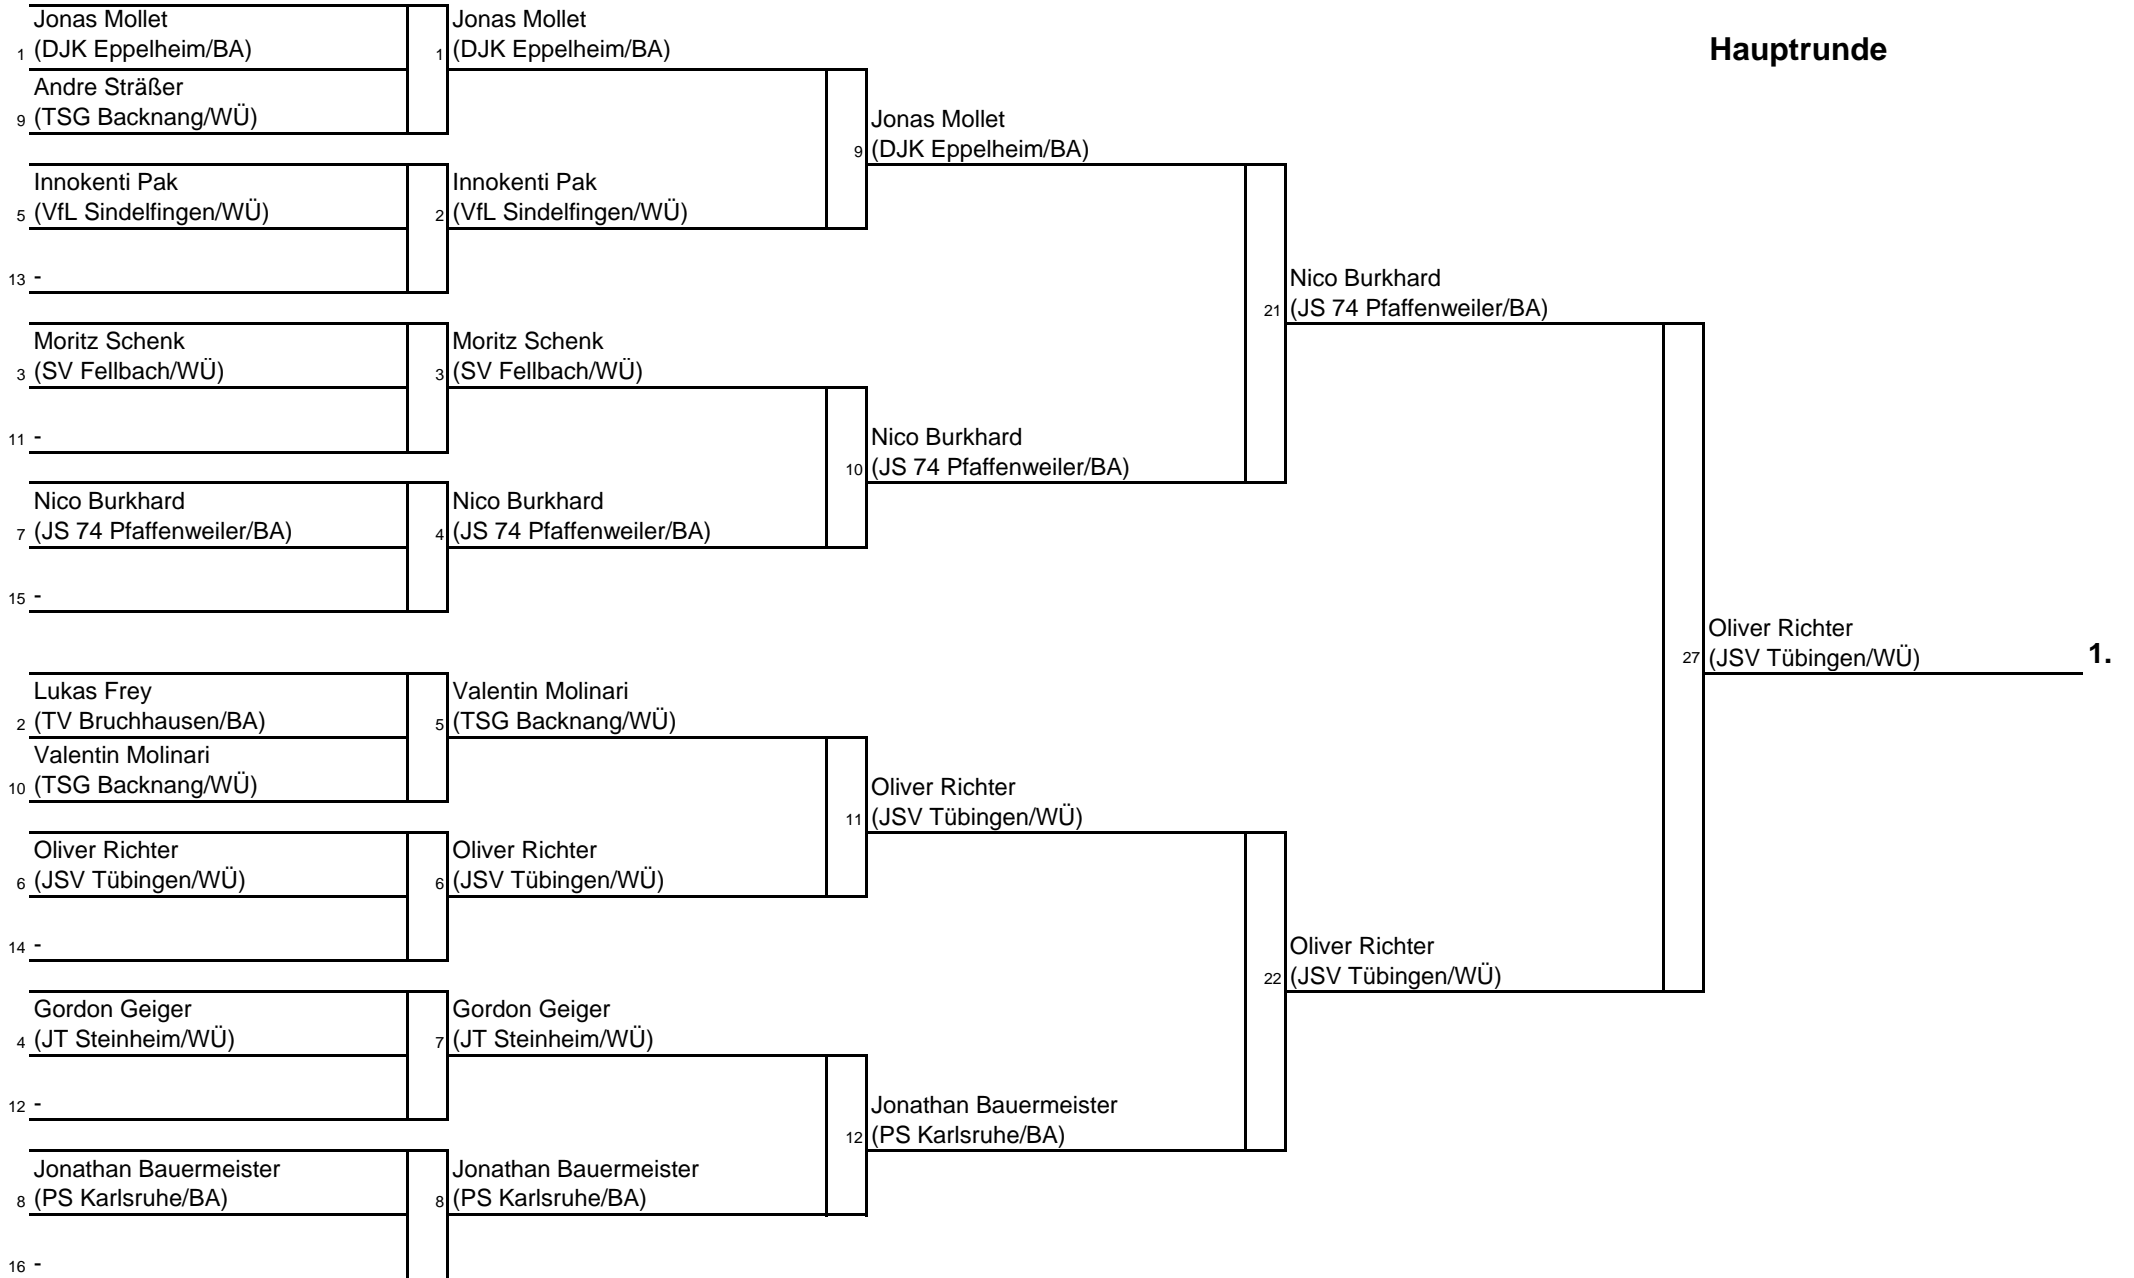 Hauptrunde
Jonas Mollet
1 (DJK Eppelheim/BA)
Andre Sträßer
9 (TSG Backnang/WÜ)
Innokenti Pak
5 (VfL Sindelfingen/WÜ)
13 -
Moritz Schenk
3 (SV Fellbach/WÜ)
11 -
Nico Burkhard
7 (JS 74 Pfaffenweiler/BA)
15 -
Lukas Frey
2 (TV Bruchhausen/BA)
Valentin Molinari
10 (TSG Backnang/WÜ)
Oliver Richter
6 (JSV Tübingen/WÜ)
14 -
Gordon Geiger
4 (JT Steinheim/WÜ)
12 -
Jonathan Bauermeister
8 (PS Karlsruhe/BA)
16 -
Jonas Mollet
1 (DJK Eppelheim/BA)
Innokenti Pak
2 (VfL Sindelfingen/WÜ)
Moritz Schenk
3 (SV Fellbach/WÜ)
Nico Burkhard
4 (JS 74 Pfaffenweiler/BA)
Valentin Molinari
5 (TSG Backnang/WÜ)
Oliver Richter
6 (JSV Tübingen/WÜ)
Gordon Geiger
7 (JT Steinheim/WÜ)
Jonathan Bauermeister
8 (PS Karlsruhe/BA)
Jonas Mollet
9 (DJK Eppelheim/BA)
Nico Burkhard
10 (JS 74 Pfaffenweiler/BA)
Oliver Richter
11 (JSV Tübingen/WÜ)
Jonathan Bauermeister
12 (PS Karlsruhe/BA)
Nico Burkhard
21 (JS 74 Pfaffenweiler/BA)
Oliver Richter
22 (JSV Tübingen/WÜ)
Oliver Richter
27 (JSV Tübingen/WÜ) 1.